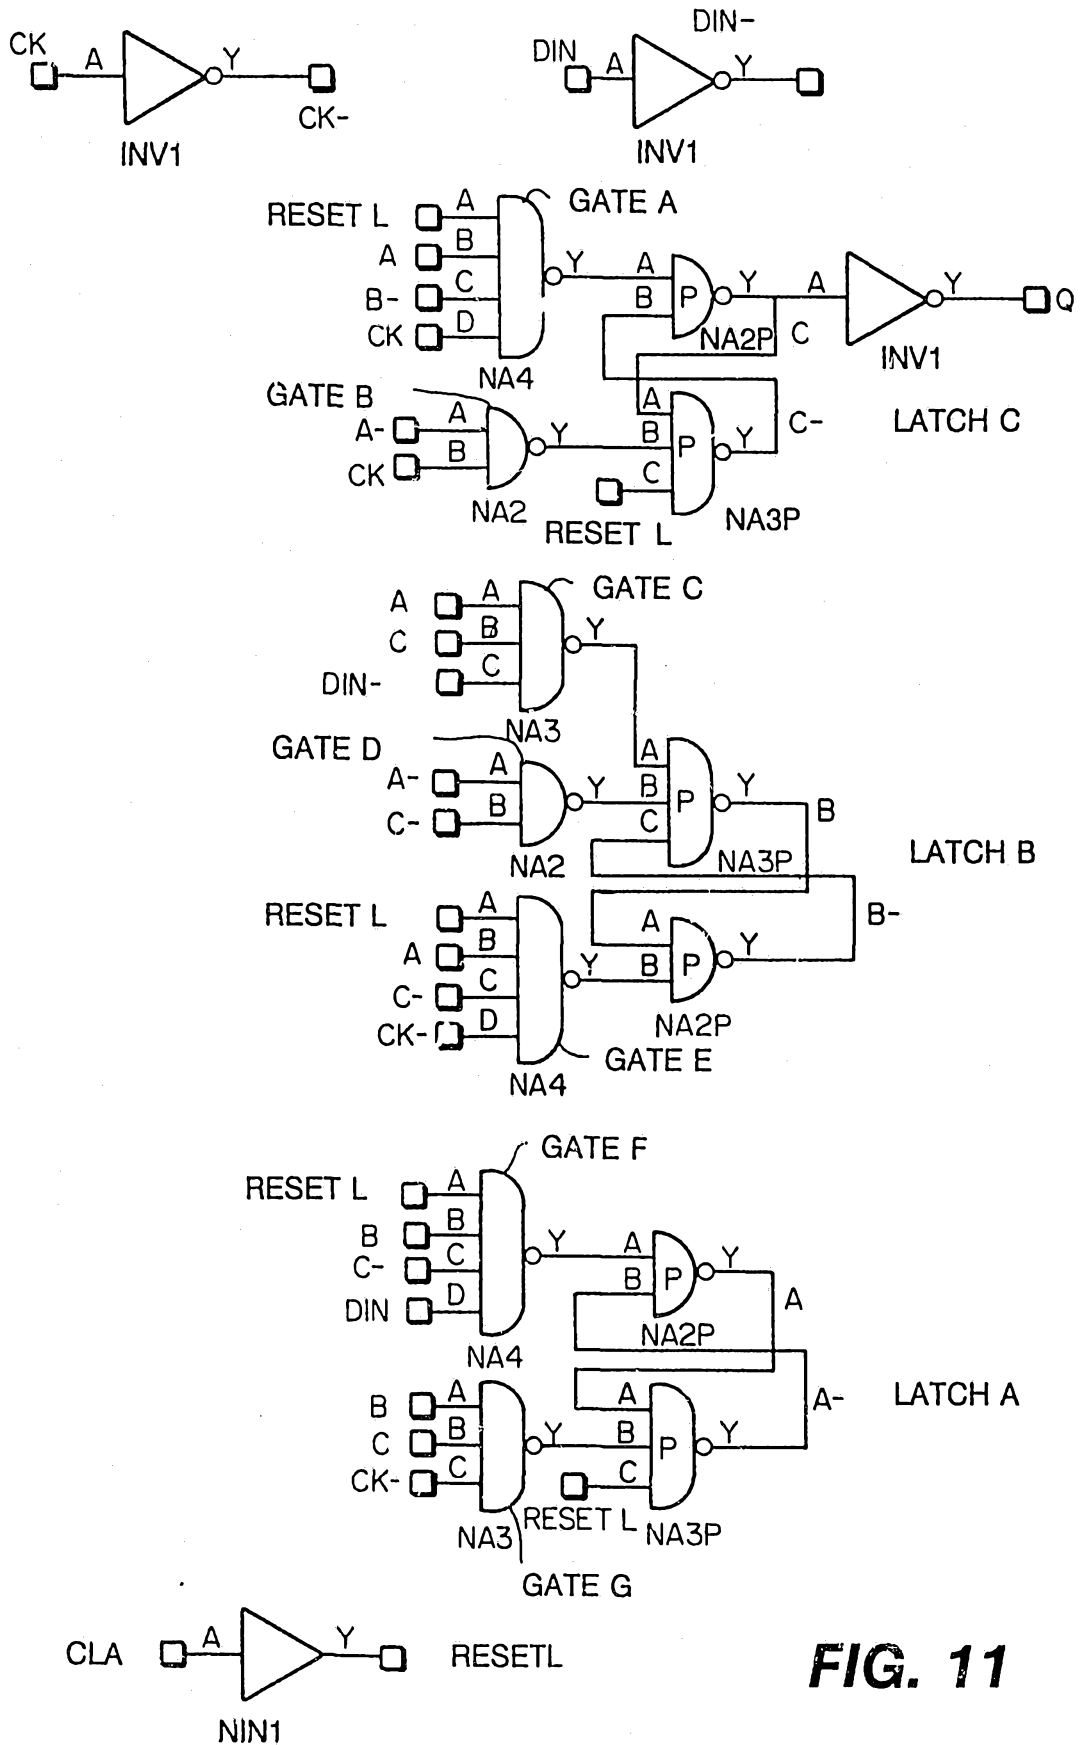 CK A Y CK-
INV1
DIN A DIN- Y
INV1
RESET L A GATE A
A B Y A Y A Y Q
B- C B P
CK D NA2P C INV1
NA4
GATE B A
A- A Y B P Y C- LATCH C
CK B C
NA2 RESET L NA3P
A A GATE C
C B Y
DIN- C
NA3
GATE D
A- A Y A Y
C- B B P B
NA2 C NA3P LATCH B
RESET L A B-
A B Y A Y
C- C B P
CK- D NA2P
NA4 GATE E
GATE F
RESET L A
B B Y A Y
C- C B P A
DIN D NA2P
NA4
B A A A- LATCH A
C B Y B P Y
CK- C C
NA3 RESET L NA3P
GATE G
CLA A Y RESETL
NIN1
FIG. 11